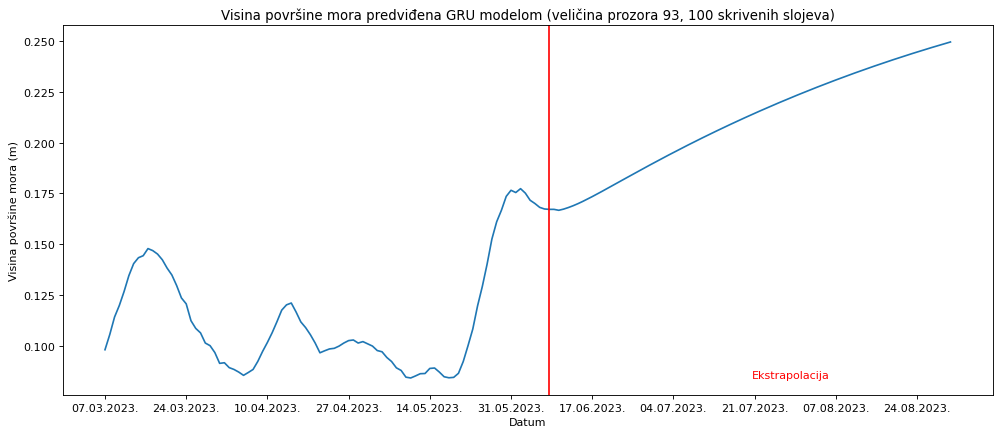 Visina površine mora predviđena GRU modelom (veličina prozora 93, 100 skrivenih slojeva)
Visina površine mora (m)
0.250
0.225
0.200
0.175
0.150
0.125
0.100
Ekstrapolacija
07.03.2023. 24.03.2023. 10.04.2023. 27.04.2023. 14.05.2023. 31.05.2023. 17.06.2023. 04.07.2023. 21.07.2023. 07.08.2023. 24.08.2023.
Datum